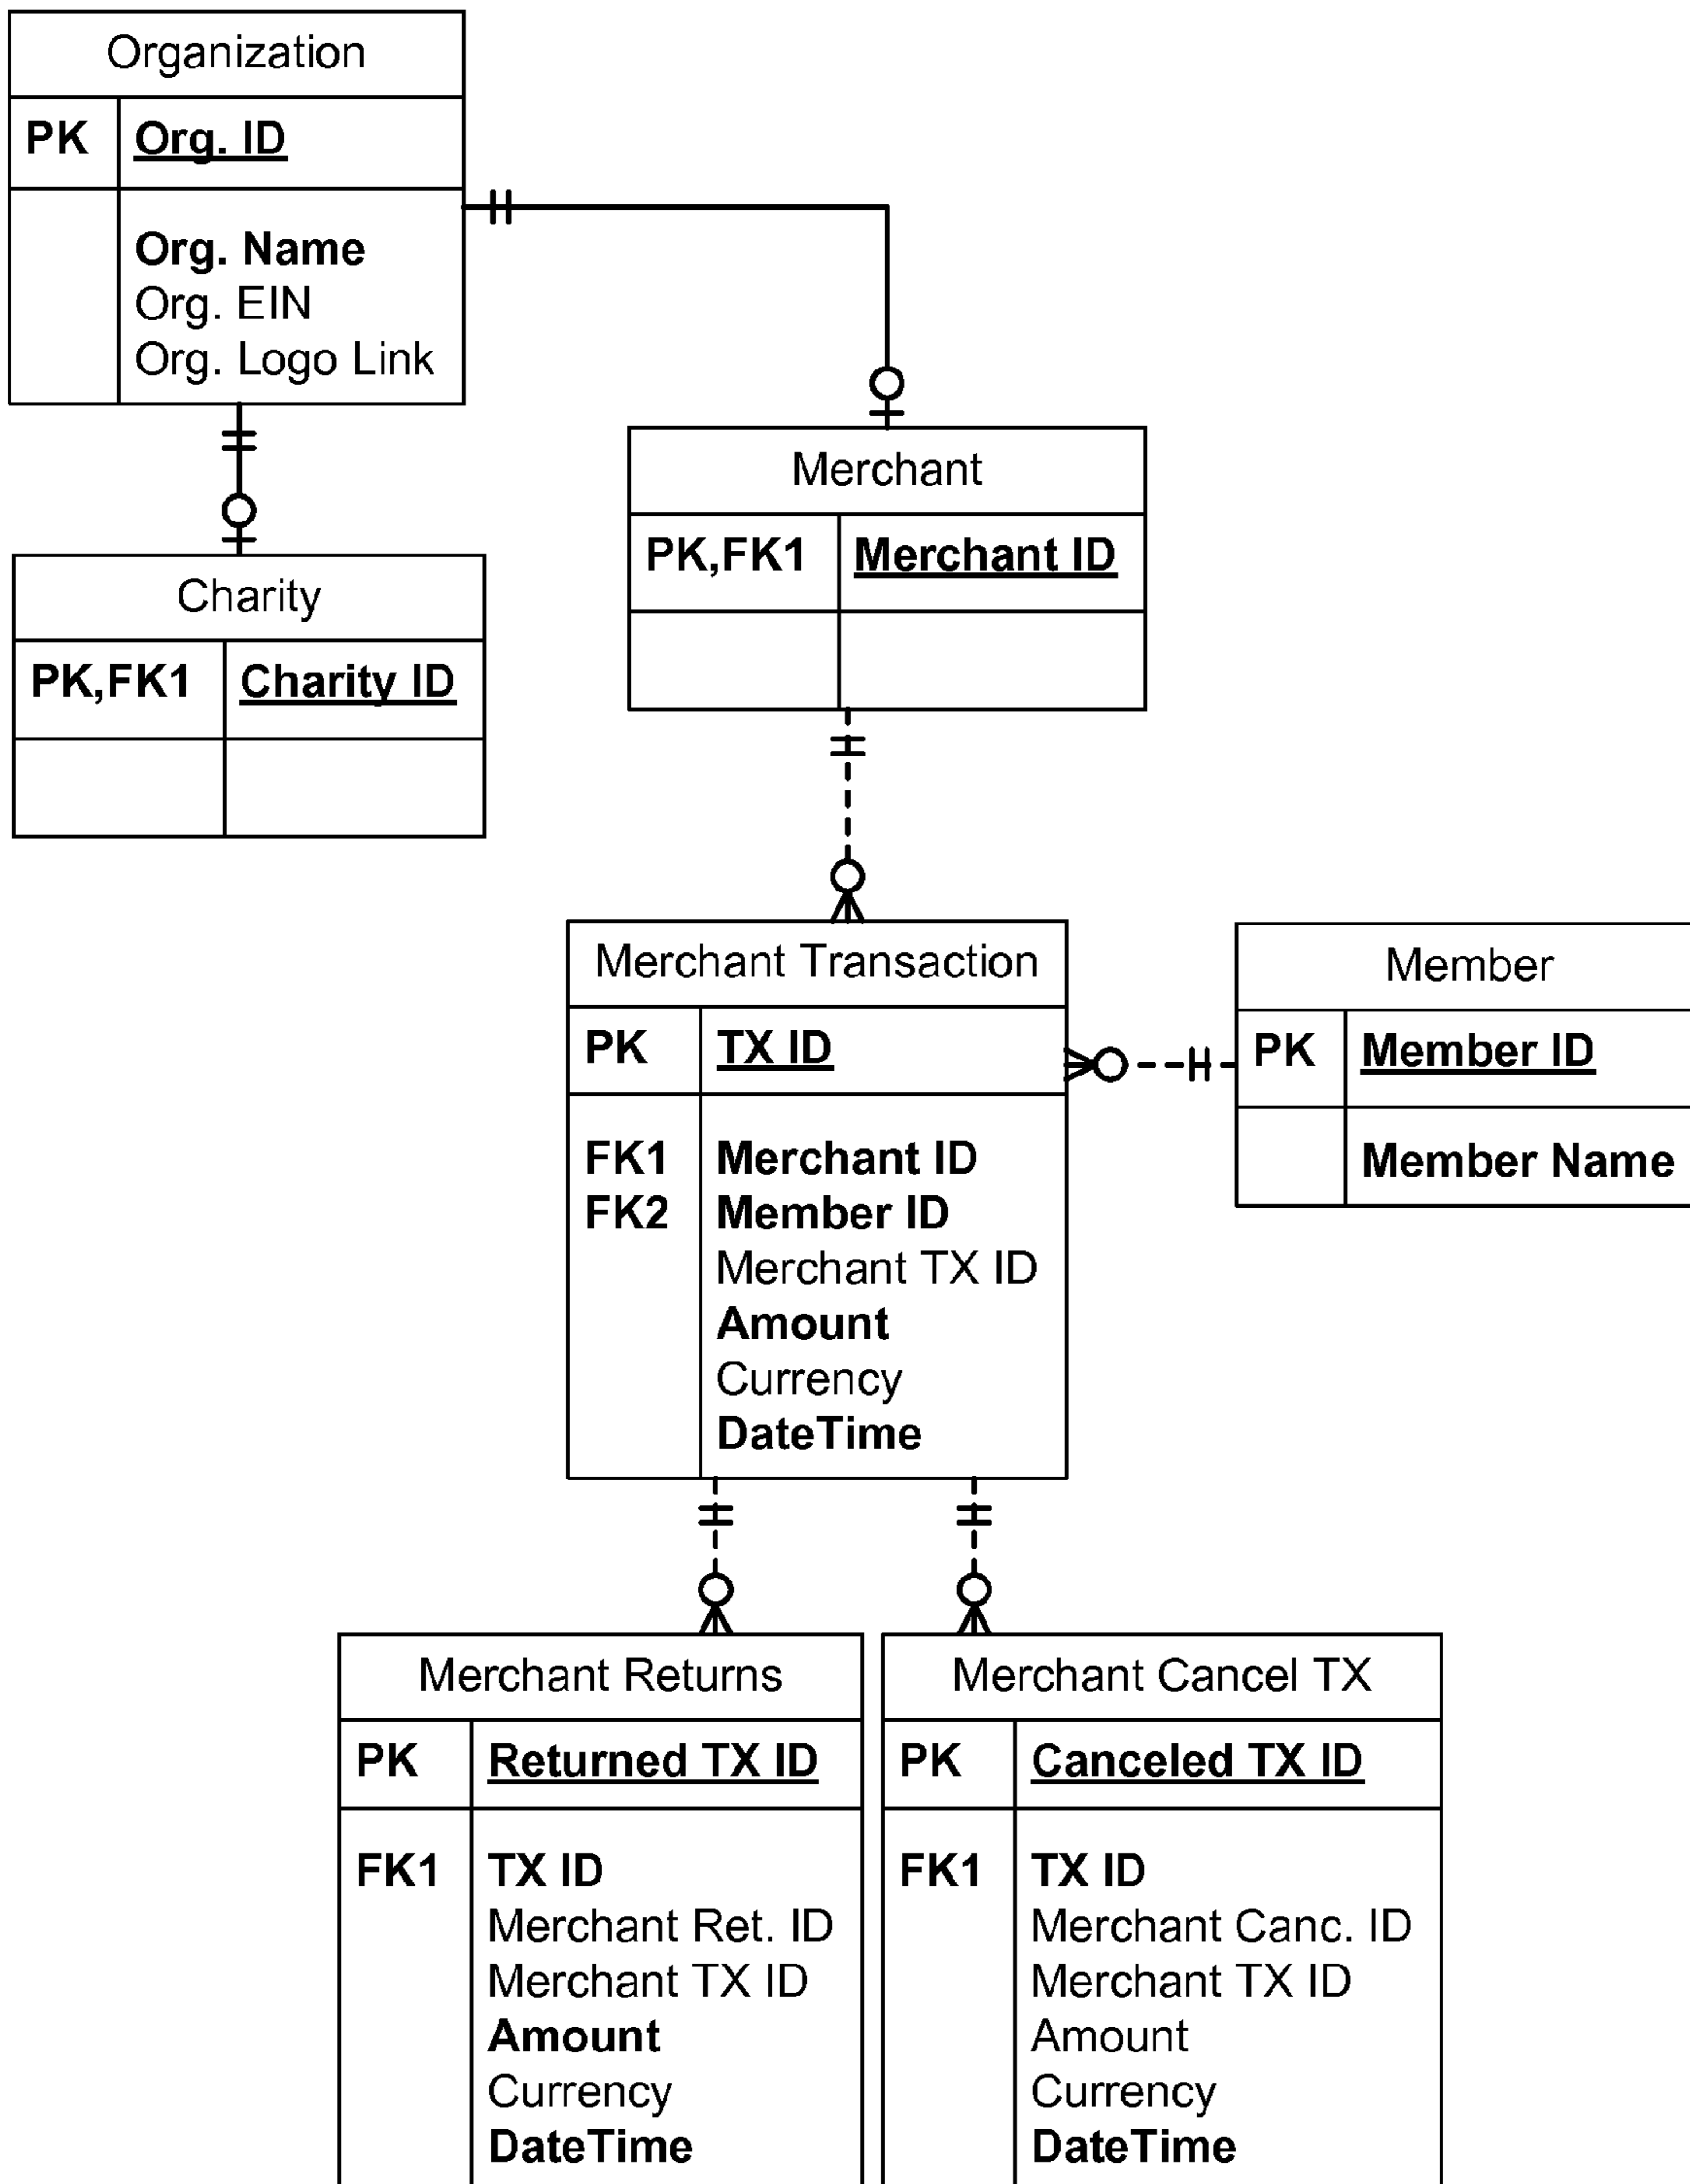 Organization
PK Org. ID
Org. Name
Org. EIN
Org. Logo Link
Charity
PK,FK1 Charity ID
Merchant
PK,FK1 Merchant ID
Merchant Transaction
PK TX ID
FK1 Merchant ID
FK2 Member ID
Merchant TX ID
Amount
Currency
DateTime
Member
PK Member ID
Member Name
Merchant Returns
PK Returned TX ID
FK1 TX ID
Merchant Ret. ID
Merchant TX ID
Amount
Currency
DateTime
Merchant Cancel TX
PK Canceled TX ID
FK1 TX ID
Merchant Canc. ID
Merchant TX ID
Amount
Currency
DateTime